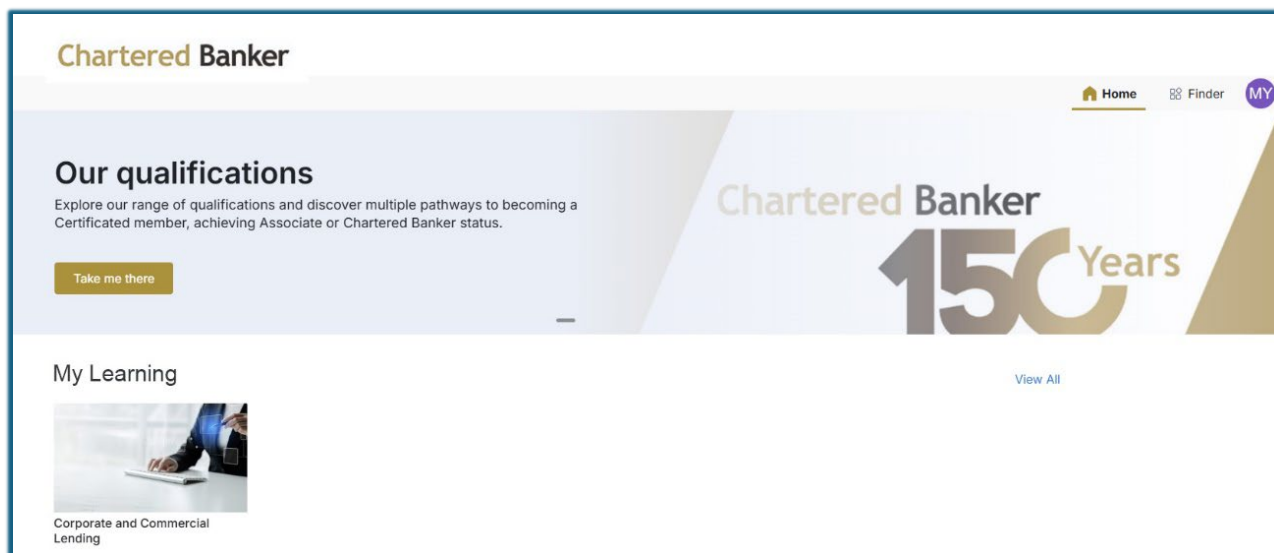 Chartered Banker
Home
Finder
MY
Our qualifications
Explore our range of qualifications and discover multiple pathways to becoming a
Certificated member, achieving Associate or Chartered Banker status.
Take me there
Chartered Banker
150 Years
My Learning
View All
Corporate and Commercial
Lending